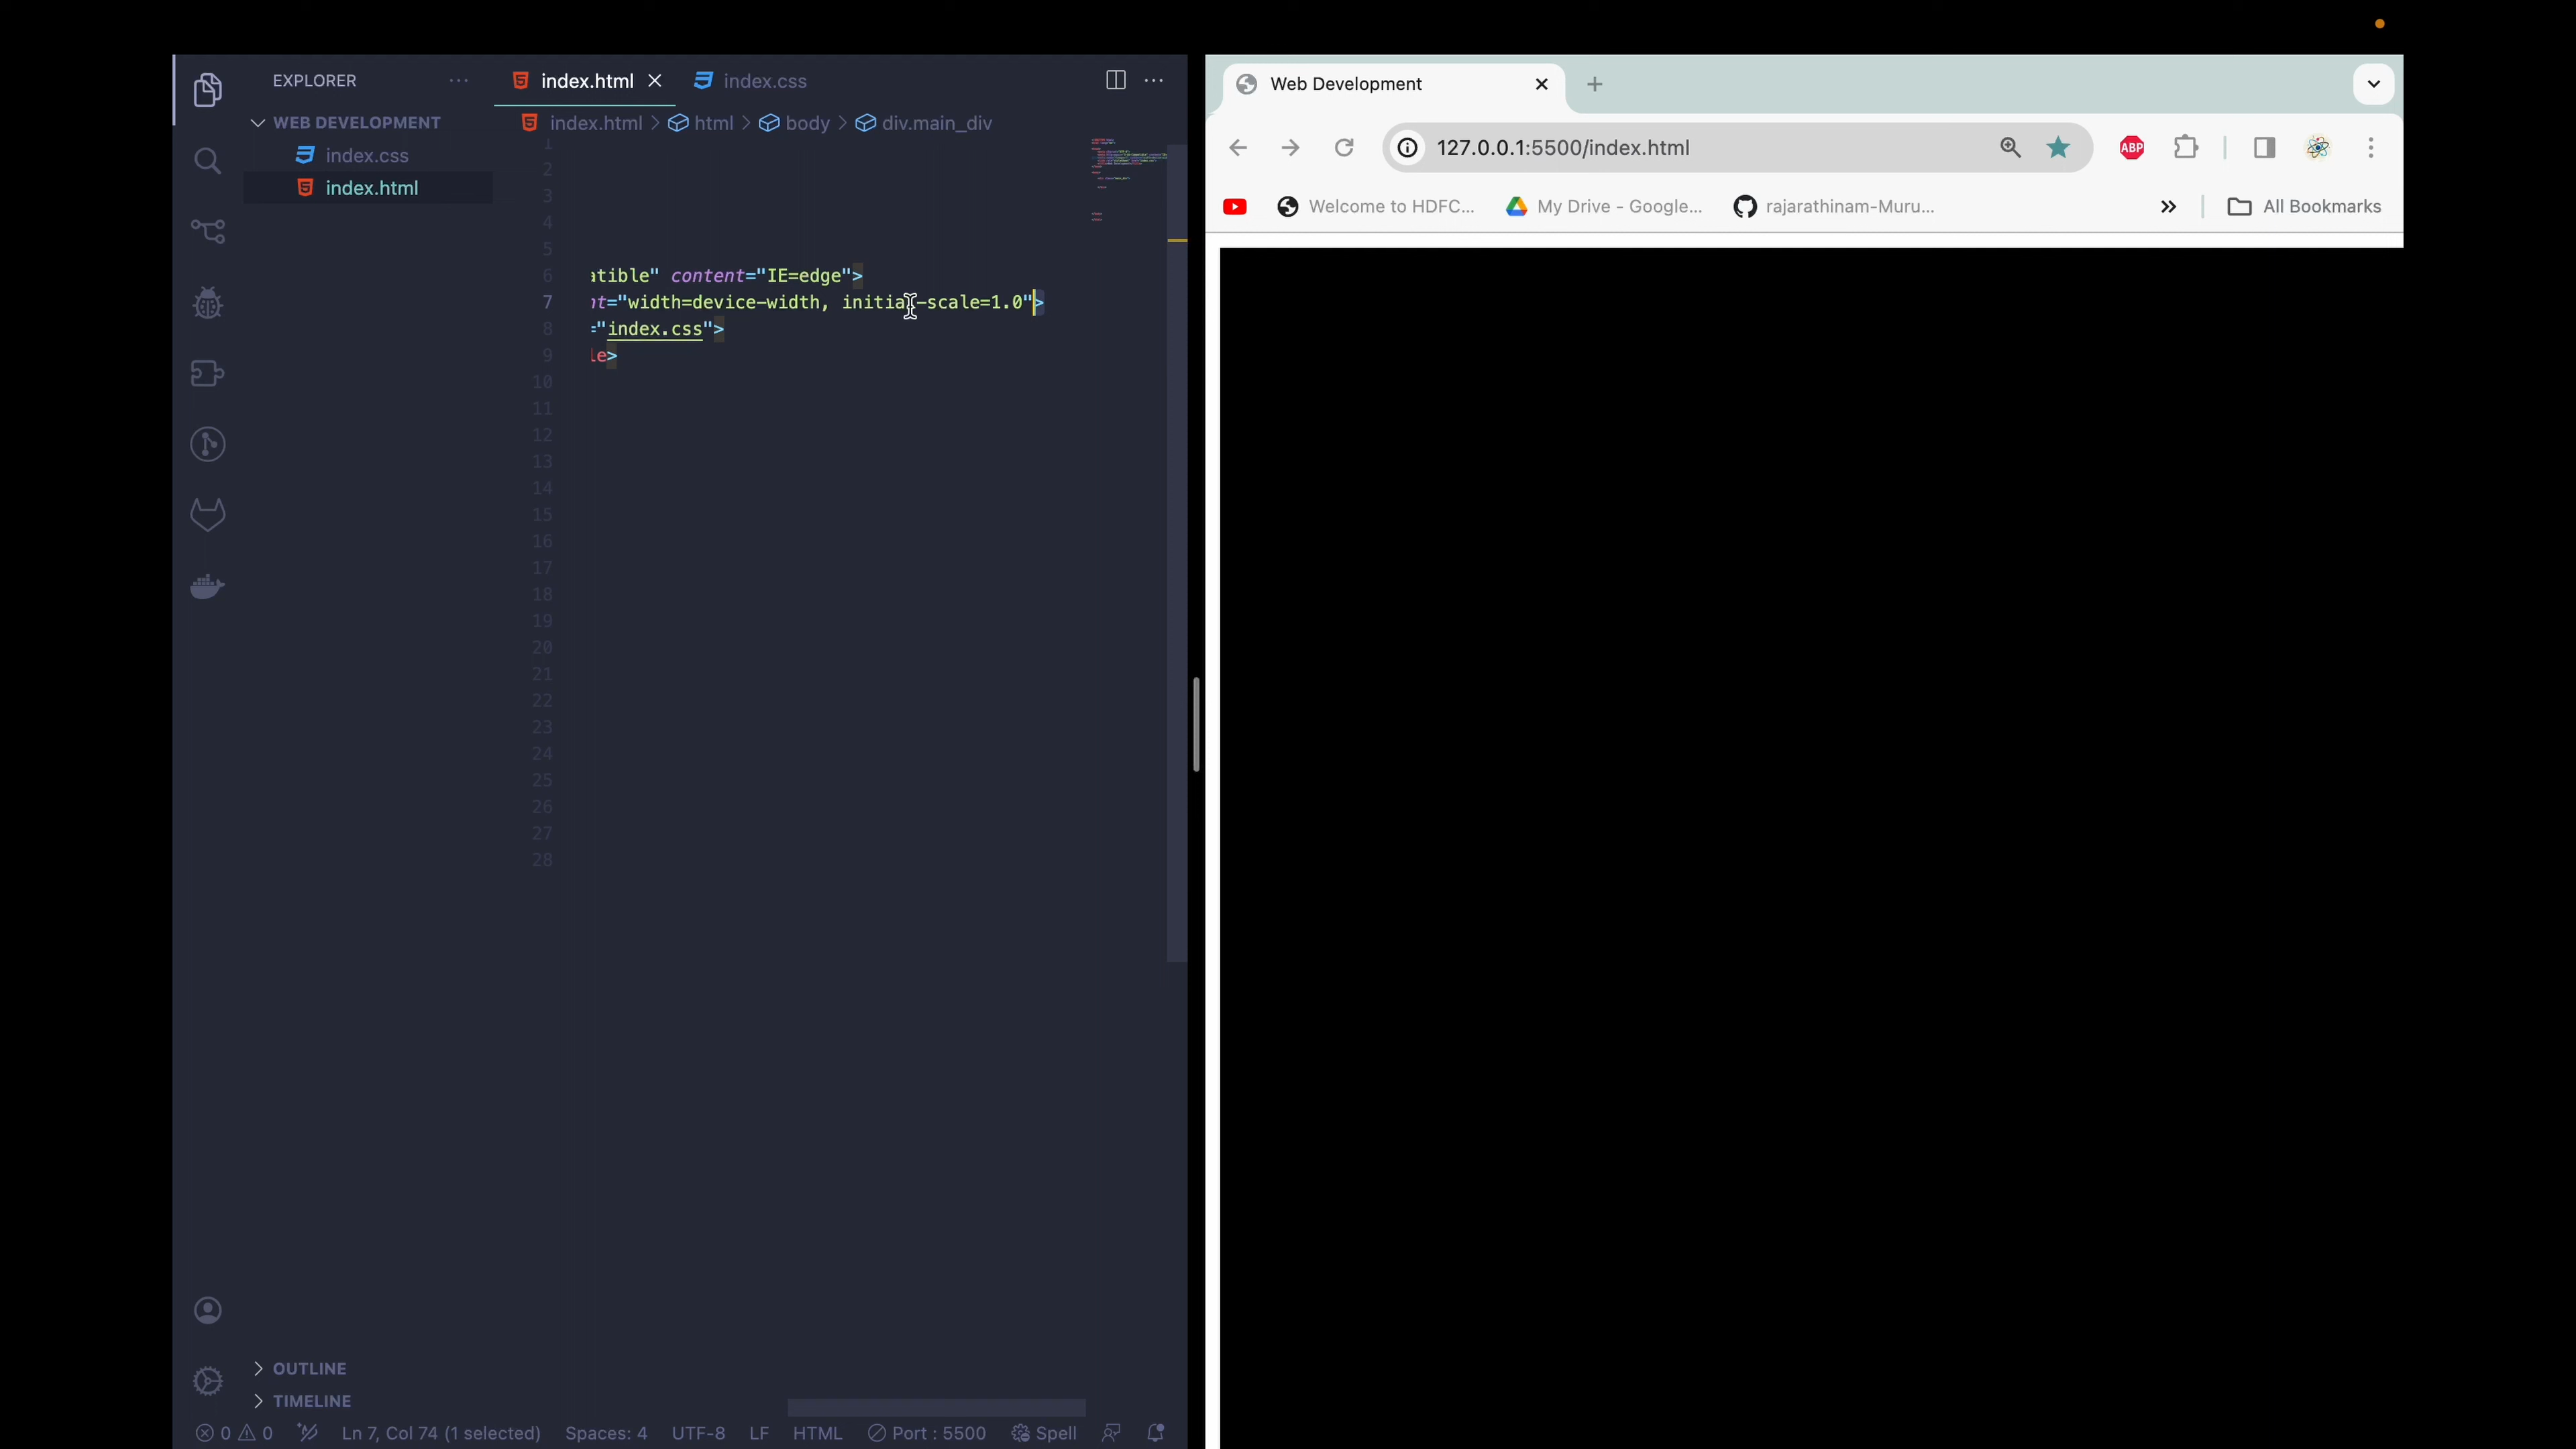 EXPLORER
WEB DEVELOPMENT
index.css
index.html
OUTLINE
TIMELINE
index.html
index.css
index.html > html > body > div.main_div
1
2
3
4
5
6 atible" content="IE=edge">
7 nt="width=device-width, initial-scale=1.0">
8 ="index.css">
9 le>
10
11
12
13
14
15
16
17
18
19
20
21
22
23
24
25
26
27
28
0 0 Ln 7, Col 74 (1 selected) Spaces: 4 UTF-8 LF HTML Port : 5500 Spell
Web Development
127.0.0.1:5500/index.html
ABP
Welcome to HDFC... My Drive - Google... rajarathinam-Muru... » All Bookmarks